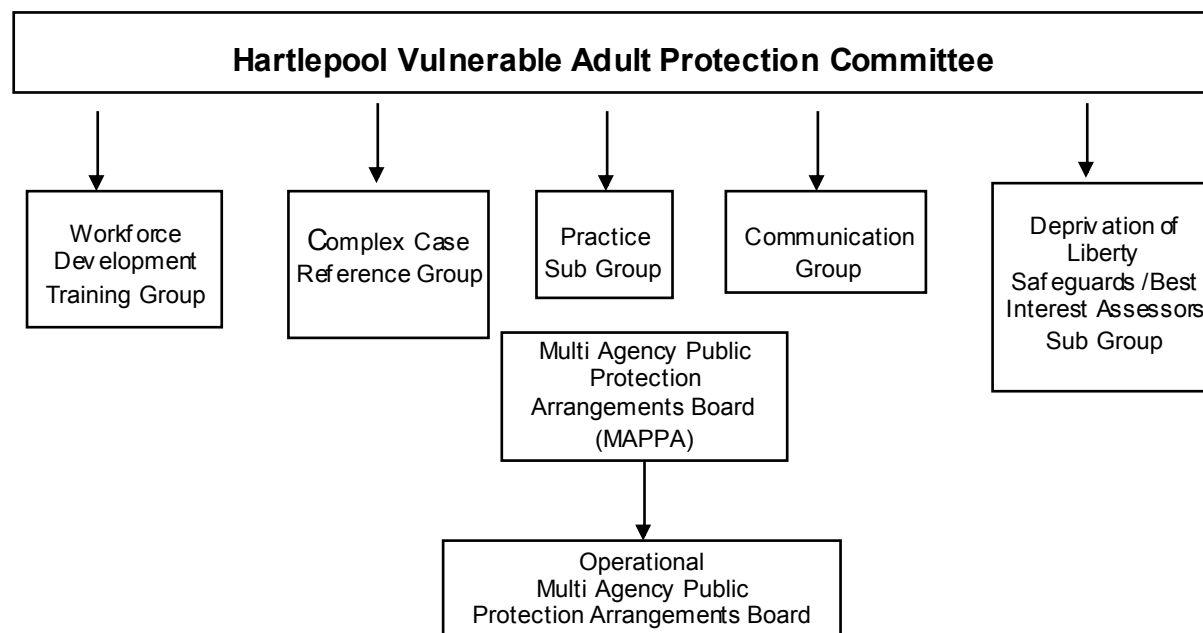 Hartlepool Vulnerable Adult Protection Committee
Workforce
Development
Training Group
Complex Case
Reference Group
Practice
Sub Group
Communication
Group
Deprivation of
Liberty
Safeguards /Best
Interest Assessors
Sub Group
Multi Agency Public
Protection
Arrangements Board
(MAPPA)
Operational
Multi Agency Public
Protection Arrangements Board